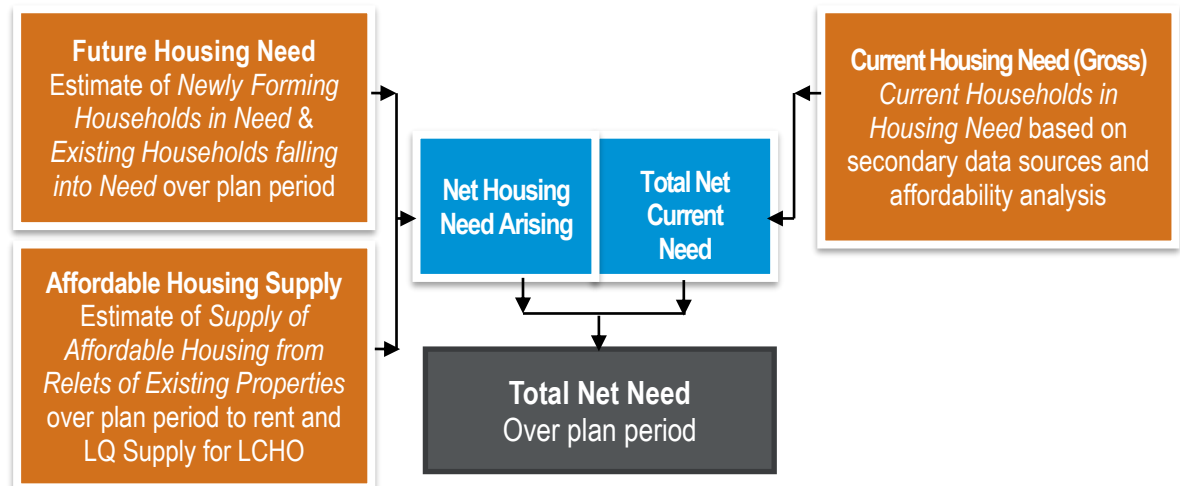 Future Housing Need
Estimate of Newly Forming
Households in Need &
Existing Households falling
into Need over plan period
Affordable Housing Supply
Estimate of Supply of
Affordable Housing from
Relets of Existing Properties
over plan period to rent and
LQ Supply for LCHO
Net Housing
Need Arising
Total Net
Current
Need
Current Housing Need (Gross)
Current Households in
Housing Need based on
secondary data sources and
affordability analysis
Total Net Need
Over plan period